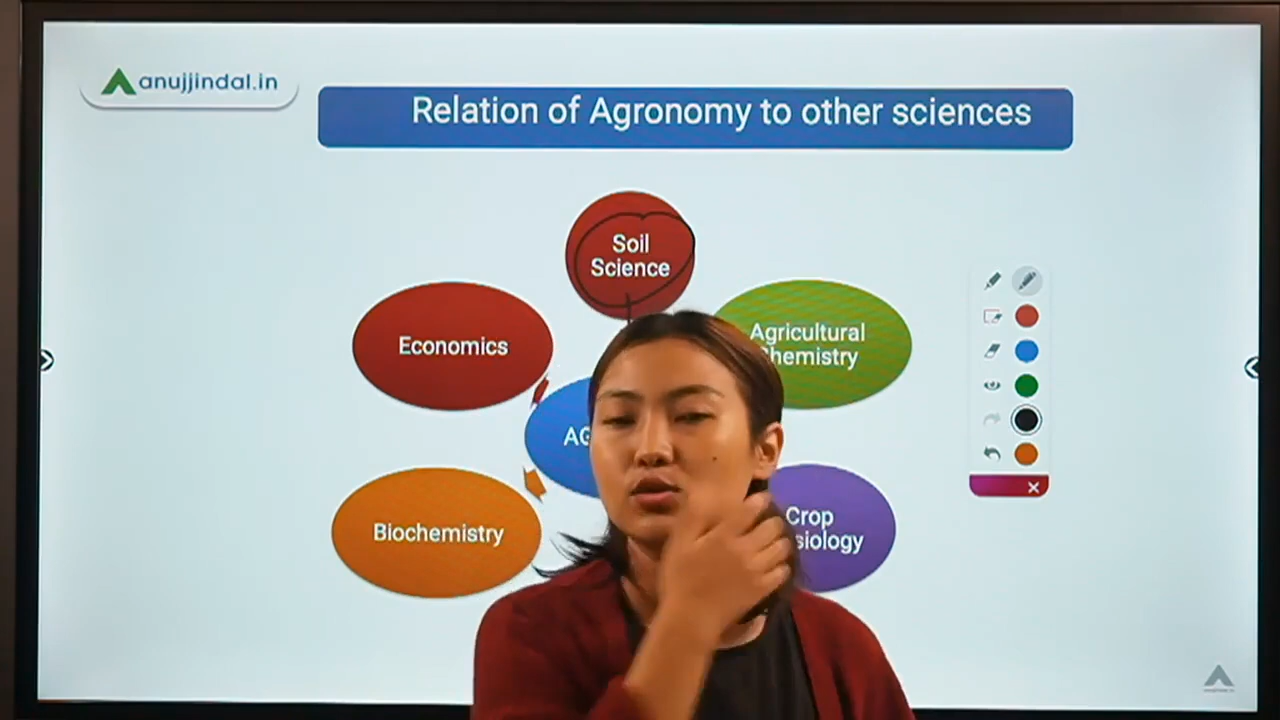 anujjindal.in
Relation of Agronomy to other sciences
Soil
Science
Economics
Agricultural
Biochemistry
Crop